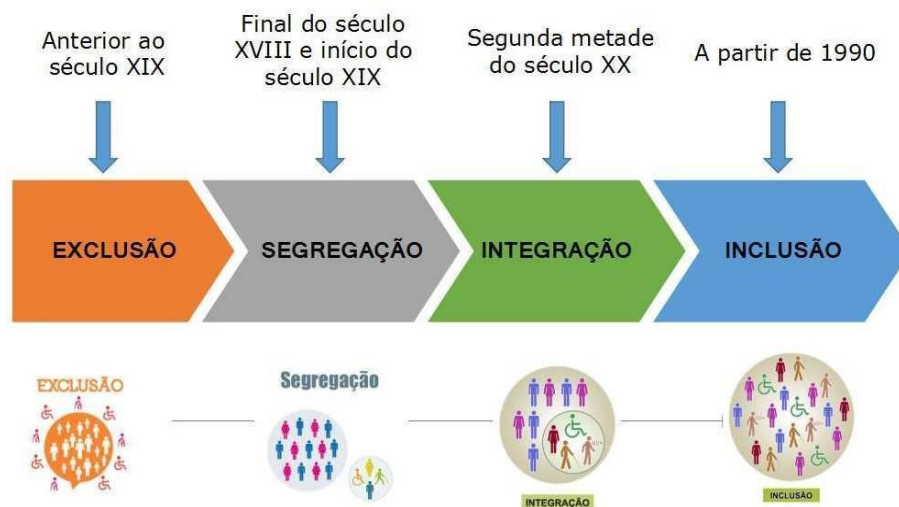 Anterior ao
século XIX
Final do século
XVIII e início do
século XIX
Segunda metade
do século XX
A partir de 1990
EXCLUSÃO
SEGREGAÇÃO
INTEGRAÇÃO
INCLUSÃO
EXCLUSÃO
Segregação
INTEGRAÇÃO
INCLUSÃO